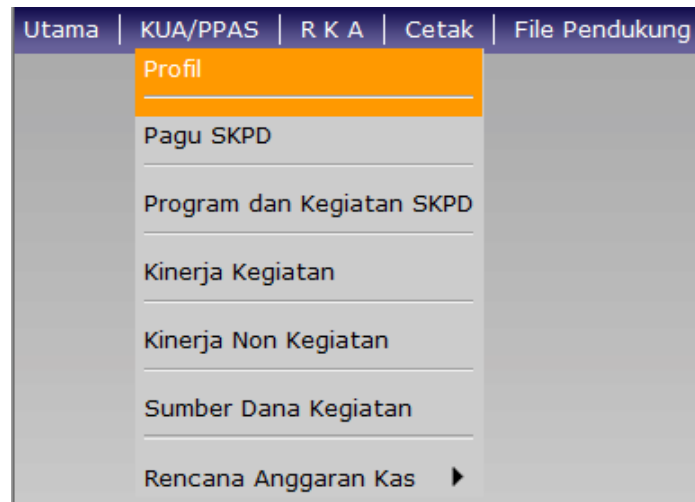 Utama | KUA/PPAS | R K A | Cetak | File Pendukung
Profil
Pagu SKPD
Program dan Kegiatan SKPD
Kinerja Kegiatan
Kinerja Non Kegiatan
Sumber Dana Kegiatan
Rencana Anggaran Kas